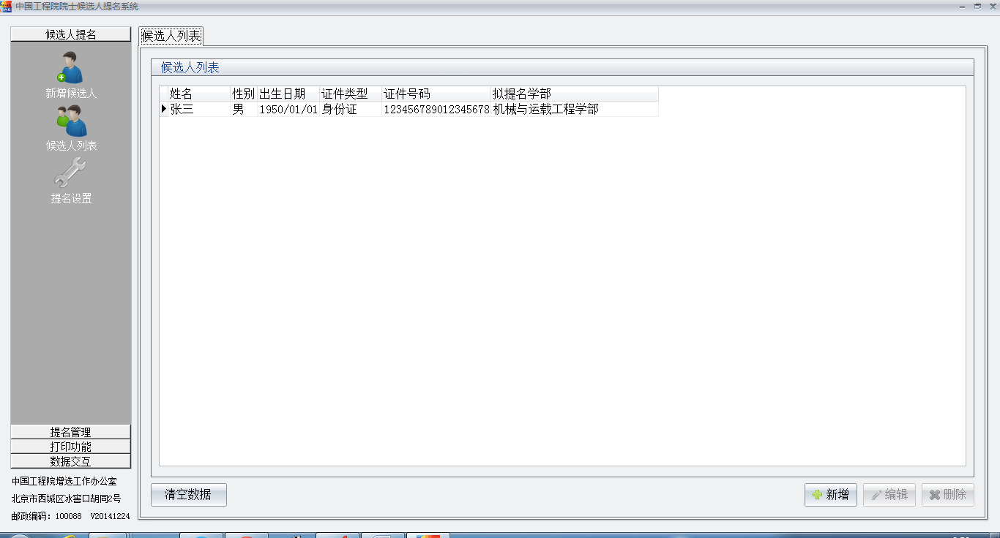 中国工程院院士候选人提名系统
候选人提名
新增候选人
候选人列表
提名设置
提名管理
打印功能
数据交互
中国工程院增选工作办公室
北京市西城区冰窖口胡同2号
邮政编码：100088 V20141224
候选人列表
候选人列表
姓名 性别 出生日期 证件类型 证件号码 拟提名学部
张三 男 1950/01/01 身份证 123456789012345678 机械与运载工程学部
清空数据
新增 编辑 删除